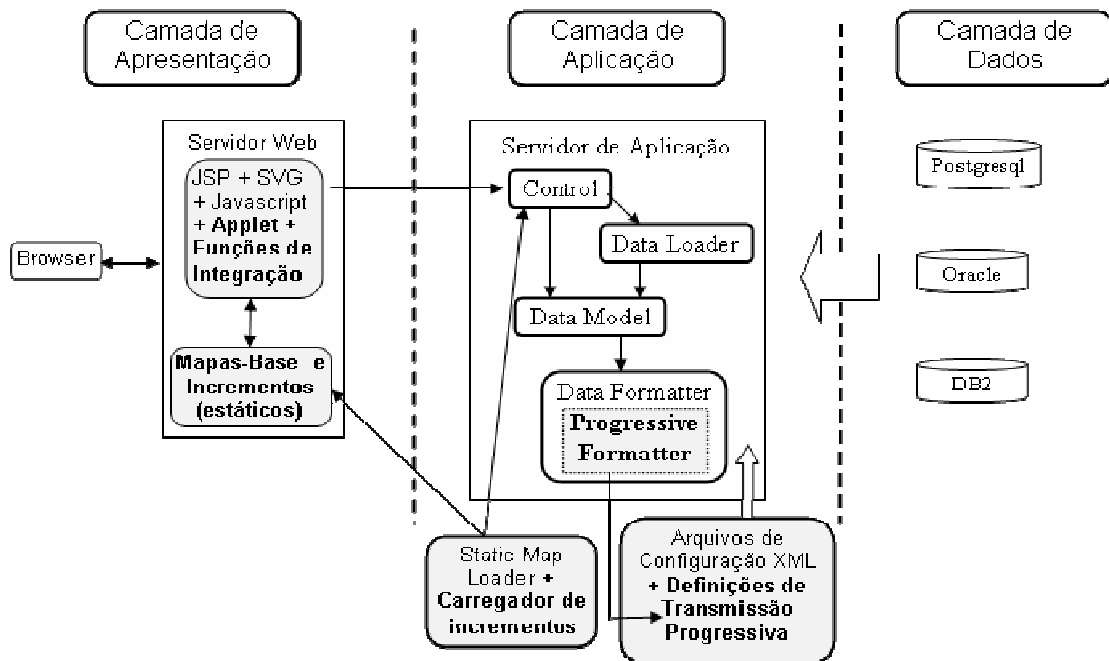 Camada de
Apresentação
Camada de
Aplicação
Camada de
Dados
Servidor Web
JSP + SVG
+ Javascript
+ Applet +
Funções de
Integração
Browser
Mapas-Base e
Incrementos
(estáticos)
Servidor de Aplicação
Control
Data Loader
Data Model
Data Formatter
Progressive
Formatter
Postgresql
Oracle
DB2
Static Map
Loader +
Carregador de
incrementos
Arquivos de
Configuração XML
+ Definições de
Transmissão
Progressiva